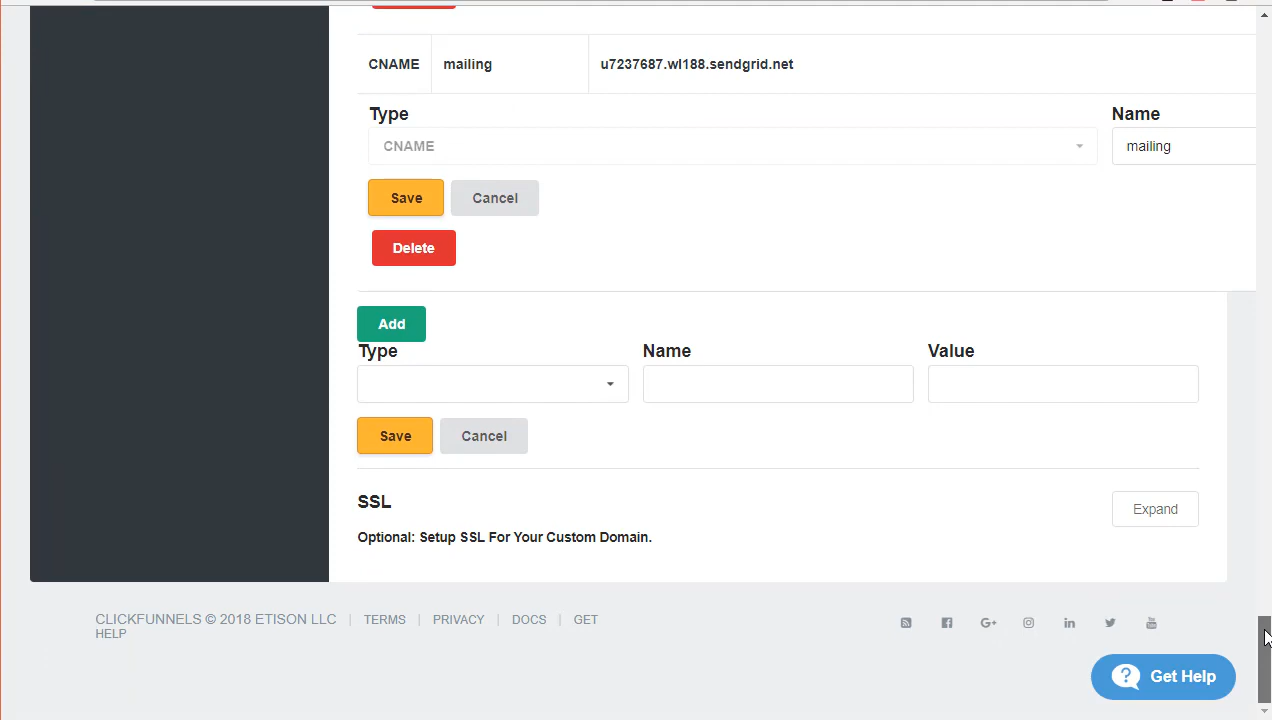 CNAME mailing u7237687.wl188.sendgrid.net
Type Name
CNAME mailing
Save Cancel
Delete
Add
Type Name Value
Save Cancel
SSL
Expand
Optional: Setup SSL For Your Custom Domain.
CLICKFUNNELS © 2018 ETISON LLC | TERMS | PRIVACY | DOCS | GET
HELP
? Get Help